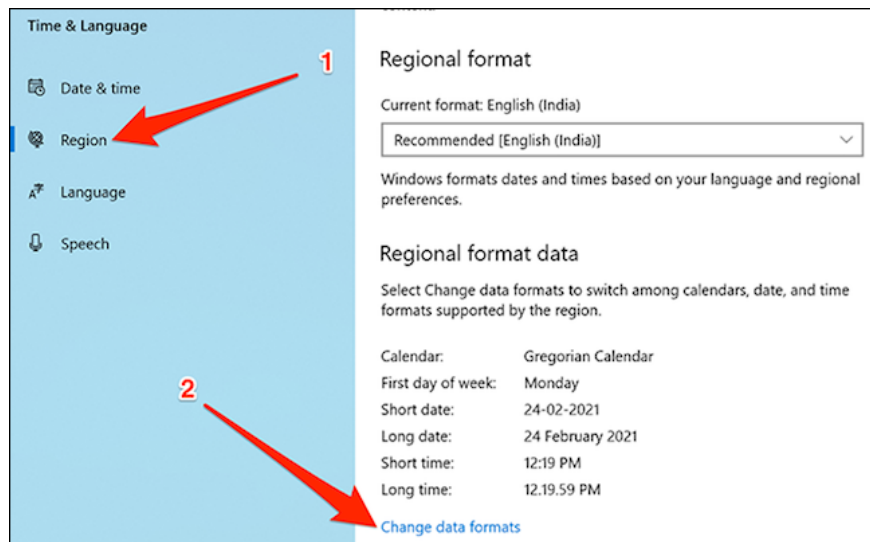 Time & Language
1
Date & time
Region
Language
Speech
2
Regional format
Current format: English (India)
Recommended [English (India)]
Windows formats dates and times based on your language and regional
preferences.
Regional format data
Select Change data formats to switch among calendars, date, and time
formats supported by the region.
Calendar: Gregorian Calendar
First day of week: Monday
Short date: 24-02-2021
Long date: 24 February 2021
Short time: 12:19 PM
Long time: 12.19.59 PM
Change data formats